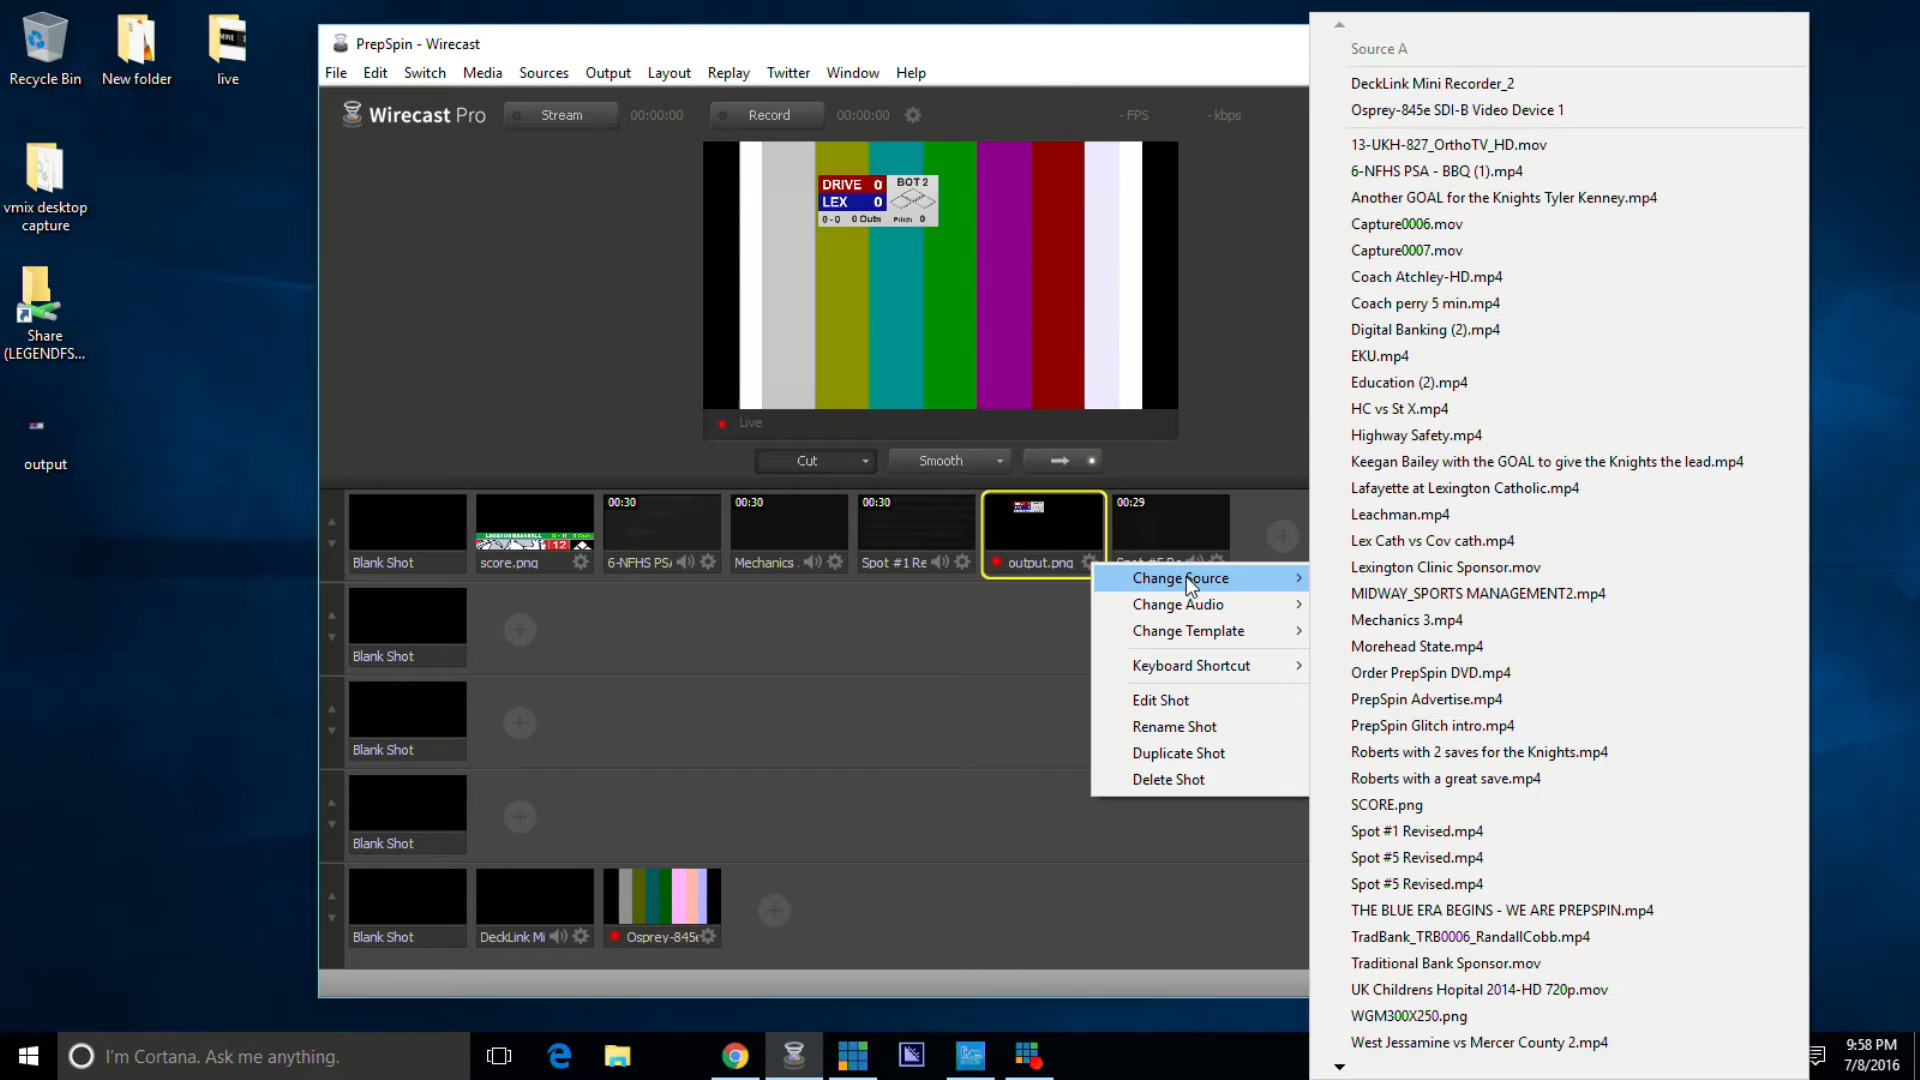 Recycle Bin
New folder
live
vmix desktop
capture
Share
(LEGENDFS...
output
PrepSpin - Wirecast
File Edit Switch Media Sources Output Layout Replay Twitter Window Help
Wirecast Pro
Stream 00:00:00 Record 00:00:00 - FPS - kbps
DRIVE 0 BOT 2
LEX 0
0 - 0 0 Outs Pitch 0
Live
Cut Smooth
00:30 00:30 00:30 00:29
Blank Shot score.png 6-NFHS PS Mechanics Spot #1 Re output.png
Blank Shot
Blank Shot
Blank Shot
Blank Shot DeckLink Mi Osprey-845e
Change Source
Change Audio
Change Template
Keyboard Shortcut
Edit Shot
Rename Shot
Duplicate Shot
Delete Shot
Source A
DeckLink Mini Recorder_2
Osprey-845e SDI-B Video Device 1
13-UKH-827_OrthoTV_HD.mov
6-NFHS PSA - BBQ (1).mp4
Another GOAL for the Knights Tyler Kenney.mp4
Capture0006.mov
Capture0007.mov
Coach Atchley-HD.mp4
Coach perry 5 min.mp4
Digital Banking (2).mp4
EKU.mp4
Education (2).mp4
HC vs St X.mp4
Highway Safety.mp4
Keegan Bailey with the GOAL to give the Knights the lead.mp4
Lafayette at Lexington Catholic.mp4
Leachman.mp4
Lex Cath vs Cov cath.mp4
Lexington Clinic Sponsor.mov
MIDWAY_SPORTS MANAGEMENT2.mp4
Mechanics 3.mp4
Morehead State.mp4
Order PrepSpin DVD.mp4
PrepSpin Advertise.mp4
PrepSpin Glitch intro.mp4
Roberts with 2 saves for the Knights.mp4
Roberts with a great save.mp4
SCORE.png
Spot #1 Revised.mp4
Spot #5 Revised.mp4
Spot #5 Revised.mp4
THE BLUE ERA BEGINS - WE ARE PREPSPIN.mp4
TradBank_TRB0006_RandallCobb.mp4
Traditional Bank Sponsor.mov
UK Childrens Hopital 2014-HD 720p.mov
WGM300X250.png
West Jessamine vs Mercer County 2.mp4
I'm Cortana. Ask me anything.
9:58 PM
7/8/2016